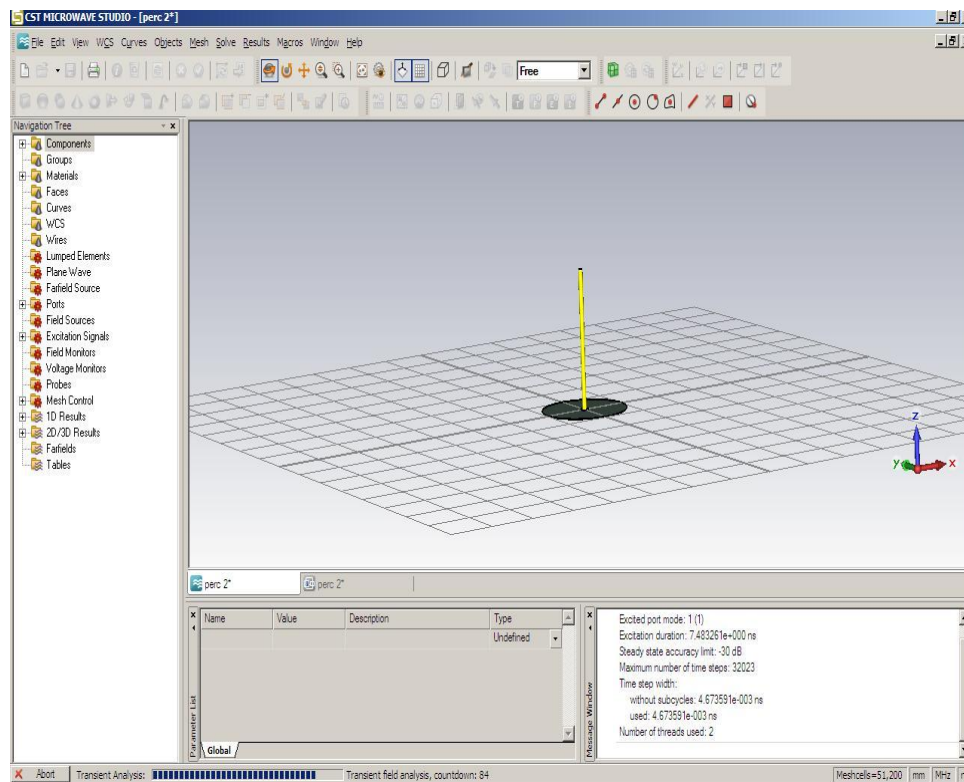 CST MICROWAVE STUDIO - [perc 2*]
File Edit View WCS Curves Objects Mesh Solve Results Macros Window Help
Free
Navigation Tree
Components
Groups
Materials
Faces
Curves
WCS
Wires
Lumped Elements
Plane Wave
Farfield Source
Ports
Field Sources
Excitation Signals
Field Monitors
Voltage Monitors
Probes
Mesh Control
1D Results
2D/3D Results
Farfields
Tables
z
y
x
perc 2*
perc 2*
Parameter List
Name Value Description Type
Undefined
Global
Message Window
Excited port mode: 1 (1)
Excitation duration: 7.483261e+000 ns
Steady state accuracy limit: -30 dB
Maximum number of time steps: 32023
Time step width:
without subcycles: 4.673591e-003 ns
used: 4.673591e-003 ns
Number of threads used: 2
Abort Transient Analysis: Transient field analysis, countdown: 84 Meshcells=51,200 mm MHz